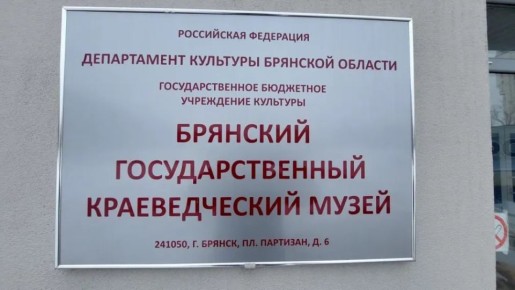 РОССИЙСКАЯ ФЕДЕРАЦИЯ
ДЕПАРТАМЕНТ КУЛЬТУРЫ БРЯНСКОЙ ОБЛАСТИ
ГОСУДАРСТВЕННОЕ БЮДЖЕТНОЕ
УЧРЕЖДЕНИЕ КУЛЬТУРЫ
БРЯНСКИЙ
ГОСУДАРСТВЕННЫЙ
КРАЕВЕДЧЕСКИЙ МУЗЕЙ
241050, Г. БРЯНСК, ПЛ. ПАРТИЗАН, Д. 6